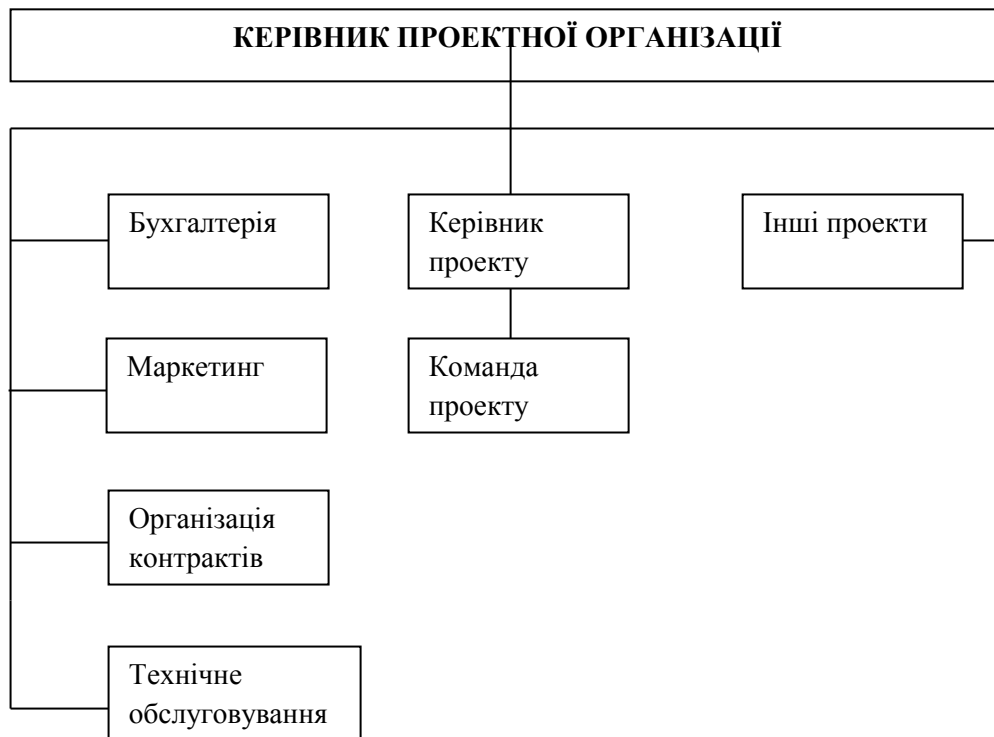 КЕРІВНИК ПРОЕКТНОЇ ОРГАНІЗАЦІЇ
Бухгалтерія
Керівник
проекту
Інші проекти
Маркетинг
Команда
проекту
Організація
контрактів
Технічне
обслуговування